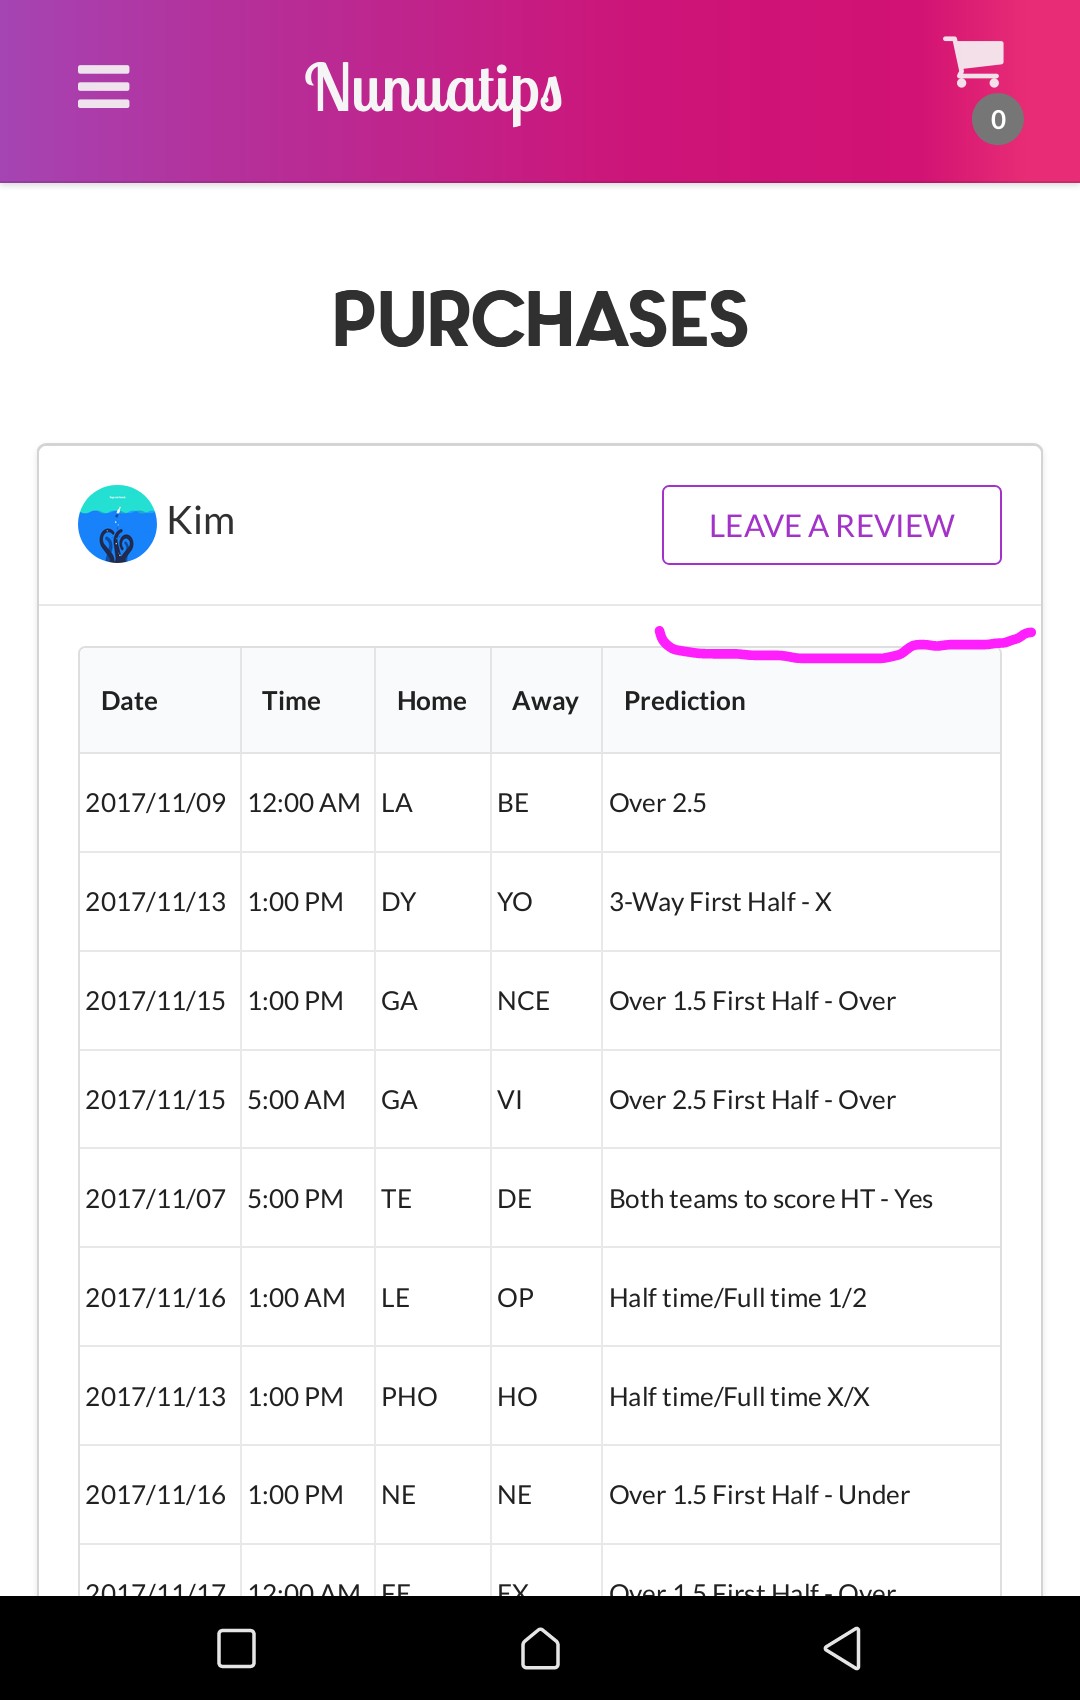 Nunuatips
0
PURCHASES
Kim
LEAVE A REVIEW
Date Time Home Away Prediction
2017/11/09 12:00 AM LA BE Over 2.5
2017/11/13 1:00 PM DY YO 3-Way First Half - X
2017/11/15 1:00 PM GA NCE Over 1.5 First Half - Over
2017/11/15 5:00 AM GA VI Over 2.5 First Half - Over
2017/11/07 5:00 PM TE DE Both teams to score HT - Yes
2017/11/16 1:00 AM LE OP Half time/Full time 1/2
2017/11/13 1:00 PM PHO HO Half time/Full time X/X
2017/11/16 1:00 PM NE NE Over 1.5 First Half - Under
2017/11/17 12:00 AM Over 1.5 First Half - Over